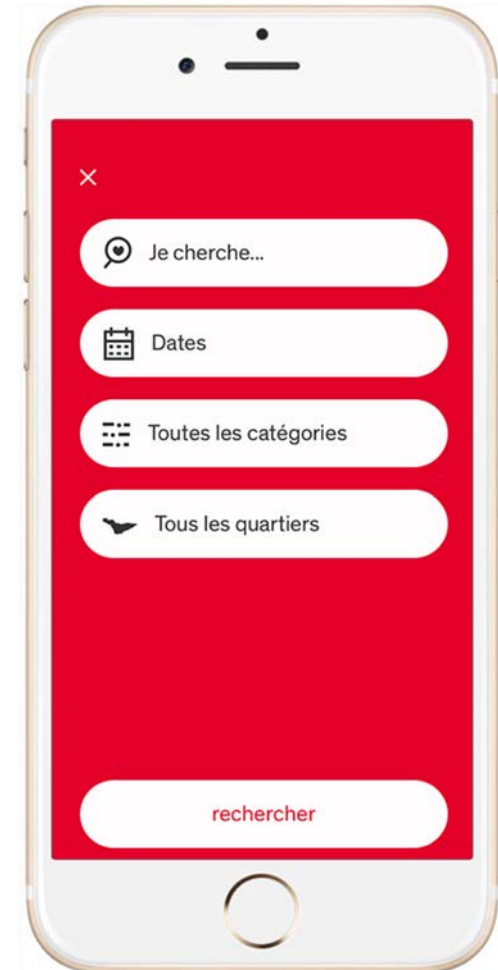 Je cherche...
Dates
Toutes les catégories
Tous les quartiers
rechercher